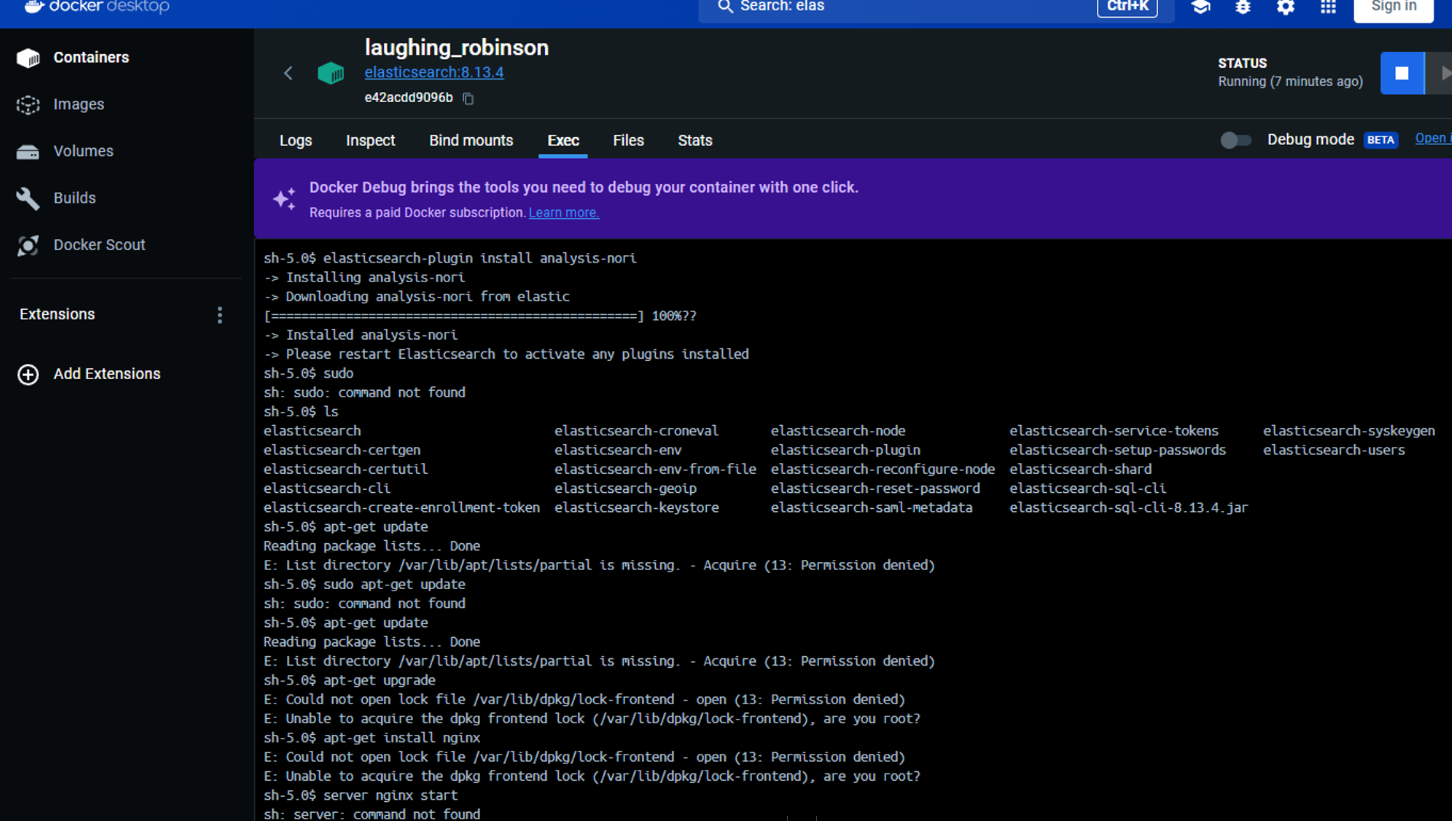 docker desktop
Search: elas
Ctrl+K
Sign in
Containers
Images
Volumes
Builds
Docker Scout
Extensions
Add Extensions
laughing_robinson
elasticsearch:8.13.4
e42acdd9096b
STATUS
Running (7 minutes ago)
Logs Inspect Bind mounts Exec Files Stats
Debug mode BETA Open
Docker Debug brings the tools you need to debug your container with one click.
Requires a paid Docker subscription. Learn more.
sh-5.0$ elasticsearch-plugin install analysis-nori
-> Installing analysis-nori
-> Downloading analysis-nori from elastic
[=================================================] 100%??
-> Installed analysis-nori
-> Please restart Elasticsearch to activate any plugins installed
sh-5.0$ sudo
sh: sudo: command not found
sh-5.0$ ls
elasticsearch elasticsearch-croneval elasticsearch-node elasticsearch-service-tokens elasticsearch-syskeygen
elasticsearch-certgen elasticsearch-env elasticsearch-plugin elasticsearch-setup-passwords elasticsearch-users
elasticsearch-certutil elasticsearch-env-from-file elasticsearch-reconfigure-node elasticsearch-shard
elasticsearch-cli elasticsearch-geoip elasticsearch-reset-password elasticsearch-sql-cli
elasticsearch-create-enrollment-token elasticsearch-keystore elasticsearch-saml-metadata elasticsearch-sql-cli-8.13.4.jar
sh-5.0$ apt-get update
Reading package lists... Done
E: List directory /var/lib/apt/lists/partial is missing. - Acquire (13: Permission denied)
sh-5.0$ sudo apt-get update
sh: sudo: command not found
sh-5.0$ apt-get update
Reading package lists... Done
E: List directory /var/lib/apt/lists/partial is missing. - Acquire (13: Permission denied)
sh-5.0$ apt-get upgrade
E: Could not open lock file /var/lib/dpkg/lock-frontend - open (13: Permission denied)
E: Unable to acquire the dpkg frontend lock (/var/lib/dpkg/lock-frontend), are you root?
sh-5.0$ apt-get install nginx
E: Could not open lock file /var/lib/dpkg/lock-frontend - open (13: Permission denied)
E: Unable to acquire the dpkg frontend lock (/var/lib/dpkg/lock-frontend), are you root?
sh-5.0$ server nginx start
sh: server: command not found